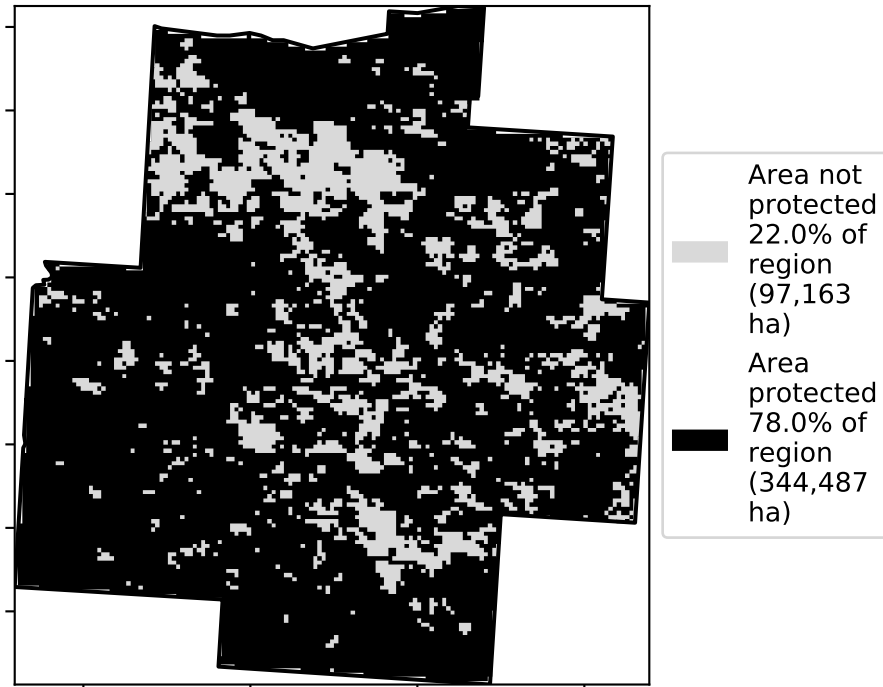 Area not
protected
22.0% of
region
(97,163
ha)
Area
protected
78.0% of
region
(344,487
ha)